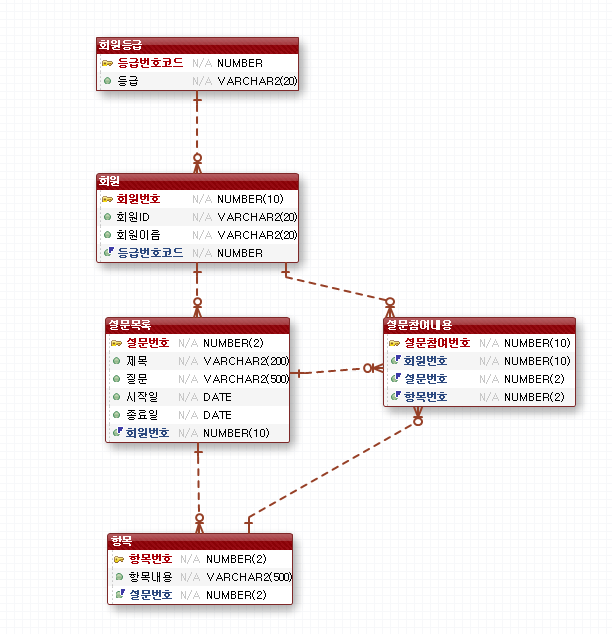 회원등급
등급번호코드 N/A NUMBER
등급 N/A VARCHAR2(20)
회원
회원번호 N/A NUMBER(10)
회원ID N/A VARCHAR2(20)
회원이름 N/A VARCHAR2(20)
등급번호코드 N/A NUMBER
설문목록
설문번호 N/A NUMBER(2)
제목 N/A VARCHAR2(200)
질문 N/A VARCHAR2(500)
시작일 N/A DATE
종료일 N/A DATE
회원번호 N/A NUMBER(10)
설문참여내용
설문참여번호 N/A NUMBER(10)
회원번호 N/A NUMBER(10)
설문번호 N/A NUMBER(2)
항목번호 N/A NUMBER(2)
항목
항목번호 N/A NUMBER(2)
항목내용 N/A VARCHAR2(500)
설문번호 N/A NUMBER(2)